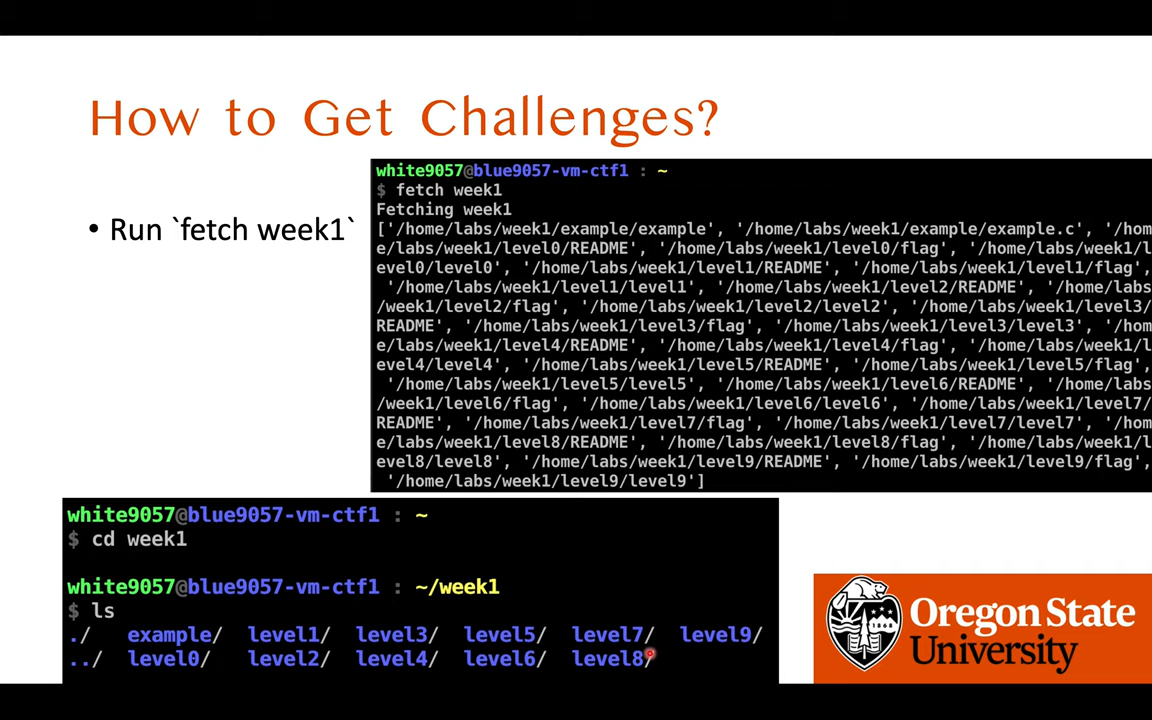 How to Get Challenges?
• Run `fetch week1`
white9057@blue9057-vm-ctf1 : ~
$ fetch week1
Fetching week1
['/home/labs/week1/example/example', '/home/labs/week1/example/example.c', '/hom
e/labs/week1/level0/README', '/home/labs/week1/level0/flag', '/home/labs/week1/l
evel0/level0', '/home/labs/week1/level1/README', '/home/labs/week1/level1/flag',
'/home/labs/week1/level1/level1', '/home/labs/week1/level2/README', '/home/labs
/week1/level2/flag', '/home/labs/week1/level2/level2', '/home/labs/week1/level3/
README', '/home/labs/week1/level3/flag', '/home/labs/week1/level3/level3', '/hom
e/labs/week1/level4/README', '/home/labs/week1/level4/flag', '/home/labs/week1/l
evel4/level4', '/home/labs/week1/level5/README', '/home/labs/week1/level5/flag',
'/home/labs/week1/level5/level5', '/home/labs/week1/level6/README', '/home/labs
/week1/level6/flag', '/home/labs/week1/level6/level6', '/home/labs/week1/level7/
README', '/home/labs/week1/level7/flag', '/home/labs/week1/level7/level7', '/hom
e/labs/week1/level8/README', '/home/labs/week1/level8/flag', '/home/labs/week1/l
evel8/level8', '/home/labs/week1/level9/README', '/home/labs/week1/level9/flag',
'/home/labs/week1/level9/level9']
white9057@blue9057-vm-ctf1 : ~
$ cd week1
white9057@blue9057-vm-ctf1 : ~/week1
$ ls
./ example/ level1/ level3/ level5/ level7/ level9/
../ level0/ level2/ level4/ level6/ level8/
Oregon State
University